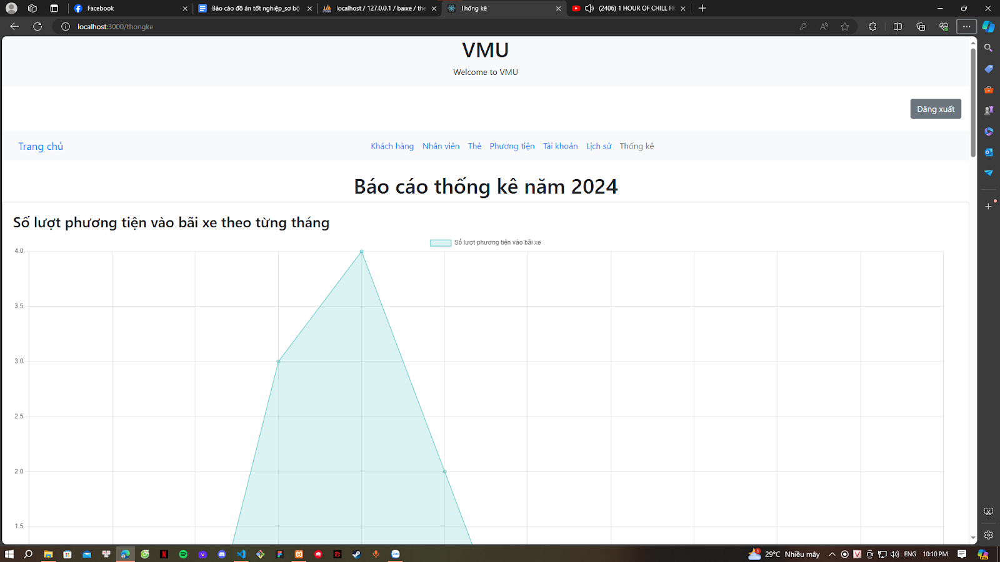 Facebook
Báo cáo đồ án tốt nghiệp_sơ bộ
localhost / 127.0.0.1 / baixe / the
Thống kê
(2406) 1 HOUR OF CHILL FR
localhost:3000/thongke
VMU
Welcome to VMU
Đăng xuất
Trang chủ
Khách hàng Nhân viên Thẻ Phương tiện Tài khoản Lịch sử Thống kê
Báo cáo thống kê năm 2024
Số lượt phương tiện vào bãi xe theo từng tháng
Số lượt phương tiện vào bãi xe
4.0
3.5
3.0
2.5
2.0
1.5
29°C Nhiều mây
ENG
10:10 PM